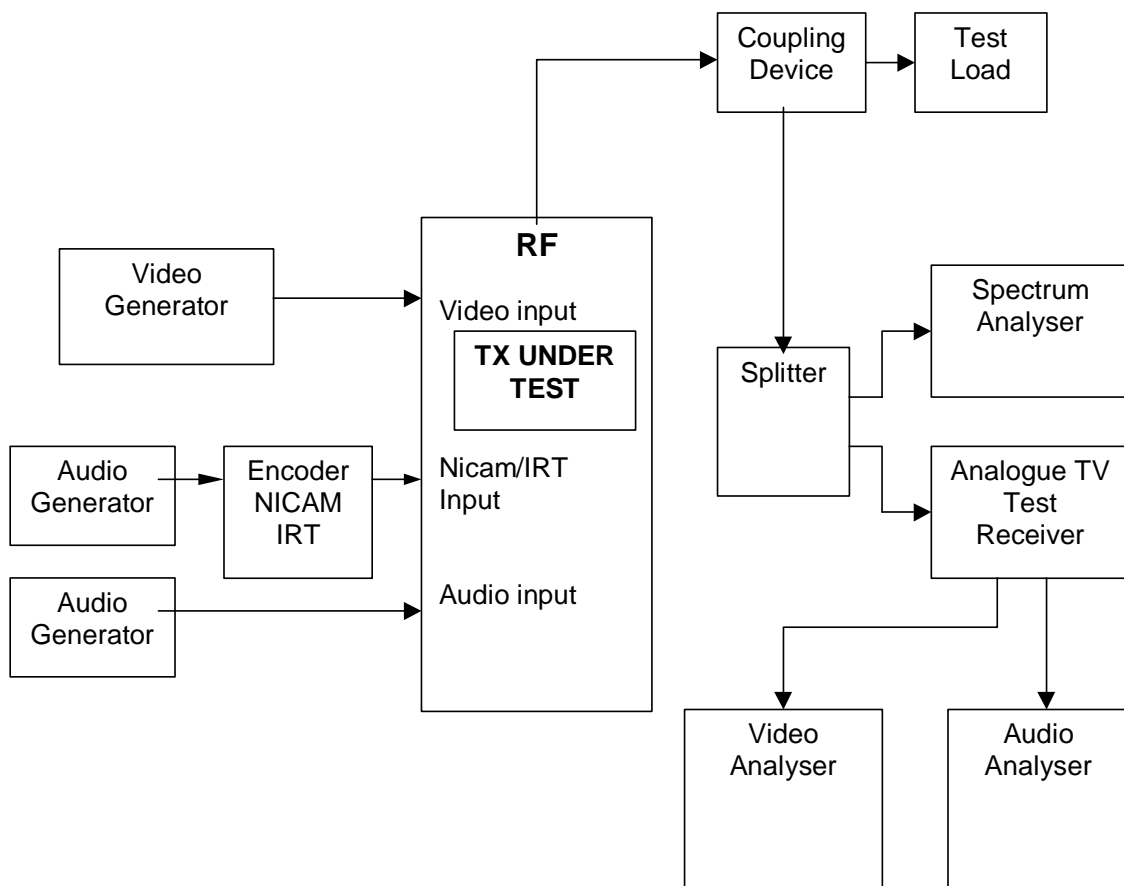 Coupling
Device
Test
Load
RF
Video
Generator
Video input
TX UNDER
TEST
Spectrum
Analyser
Splitter
Audio
Generator
Encoder
NICAM
IRT
Nicam/IRT
Input
Analogue TV
Test
Receiver
Audio
Generator
Audio input
Video
Analyser
Audio
Analyser